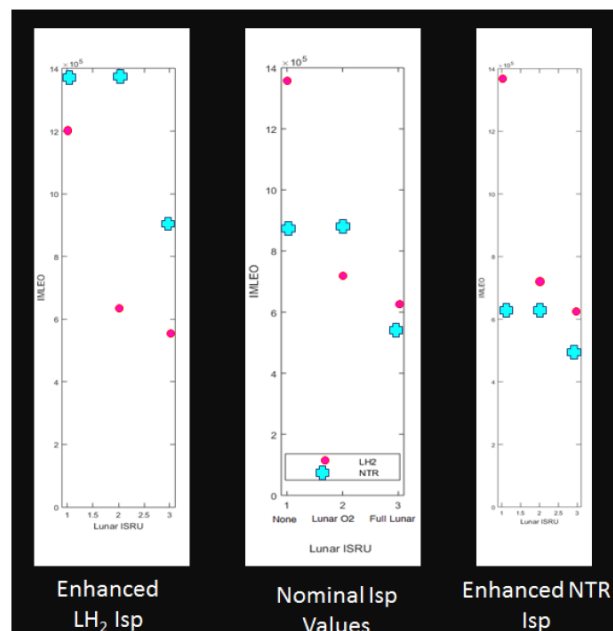 ×10⁵
14
12
10
8
6
4
2
0
IMLEO
1 1.5 2 2.5 3
Lunar ISRU
Enhanced
LH₂ Isp
×10⁵
14
12
10
8
6
4
2
0
IMLEO
LH2
NTR
1 2 3
None Lunar O2 Full Lunar
Lunar ISRU
Nominal Isp
Values
×10⁵
14
12
10
8
6
4
2
0
IMLEO
1 1.5 2 2.5 3
Lunar ISRU
Enhanced NTR
Isp